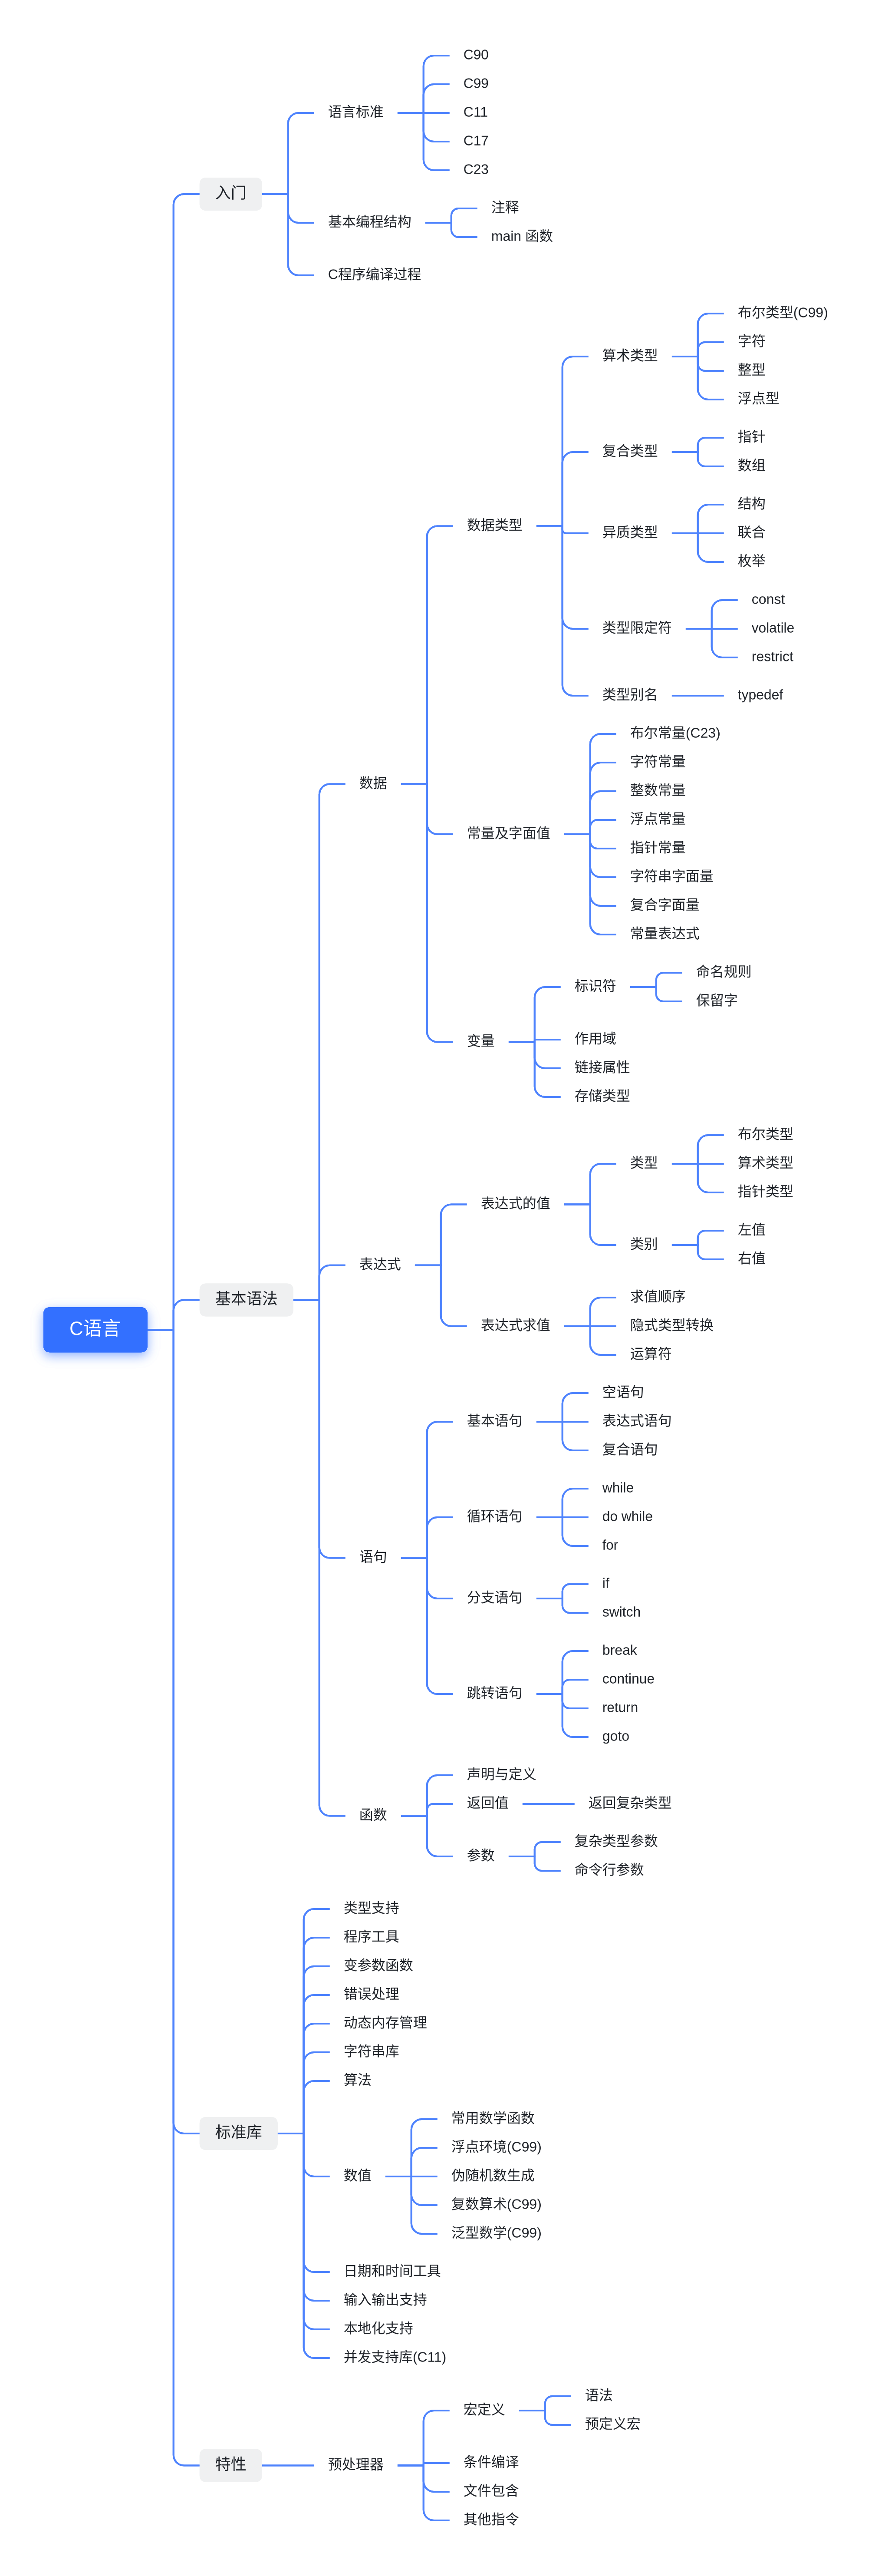 C90
C99
语言标准
C11
C17
C23
入门
注释
基本编程结构
main 函数
C程序编译过程
布尔类型(C99)
字符
算术类型
整型
浮点型
指针
复合类型
数组
结构
数据类型
异质类型
联合
枚举
const
类型限定符
volatile
restrict
类型别名
typedef
布尔常量(C23)
字符常量
数据
整数常量
浮点常量
常量及字面值
指针常量
字符串字面量
复合字面量
常量表达式
命名规则
标识符
保留字
变量
作用域
链接属性
存储类型
布尔类型
类型
算术类型
指针类型
表达式的值
左值
类别
右值
表达式
求值顺序
基本语法
表达式求值
隐式类型转换
C语言
运算符
空语句
基本语句
表达式语句
复合语句
while
循环语句
do while
for
语句
if
分支语句
switch
break
continue
跳转语句
return
goto
声明与定义
返回值
返回复杂类型
函数
复杂类型参数
参数
命令行参数
类型支持
程序工具
变参数函数
错误处理
动态内存管理
字符串库
算法
常用数学函数
标准库
浮点环境(C99)
数值
伪随机数生成
复数算术(C99)
泛型数学(C99)
日期和时间工具
输入输出支持
本地化支持
并发支持库(C11)
语法
宏定义
预定义宏
特性
预处理器
条件编译
文件包含
其他指令